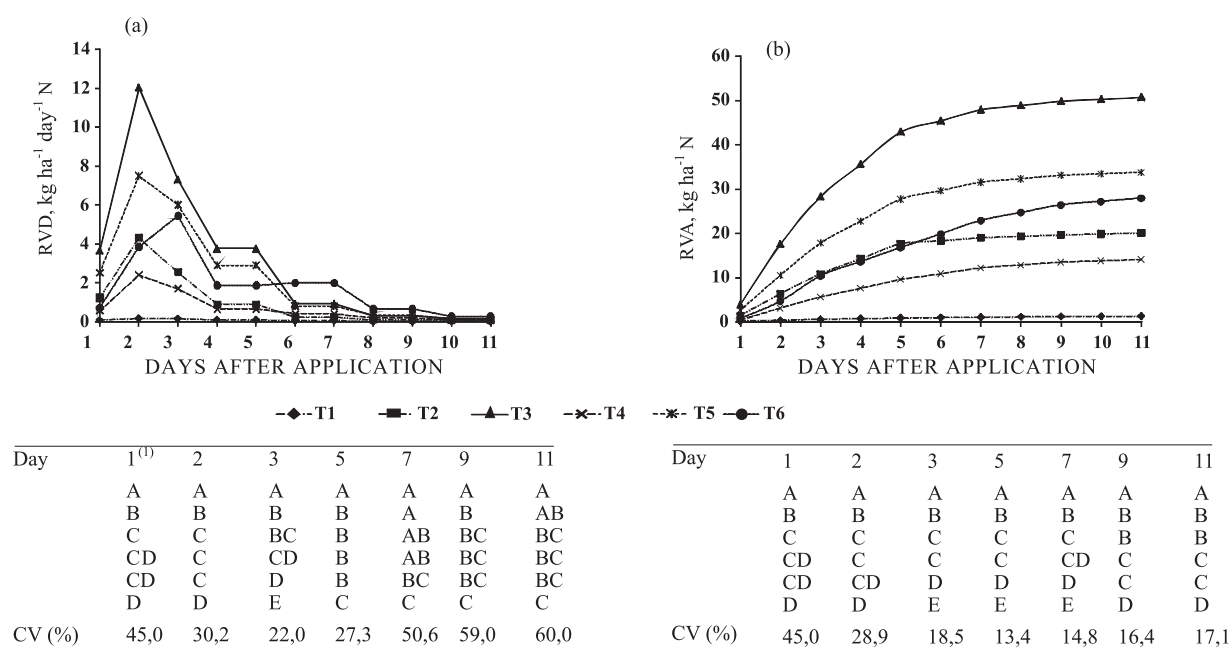 (a)
14
12
10
8
6
4
2
0
RVD, kg ha-1 day-1 N
1 2 3 4 5 6 7 8 9 10 11
DAYS AFTER APPLICATION
(b)
60
50
40
30
20
10
0
RVA, kg ha-1 N
1 2 3 4 5 6 7 8 9 10 11
DAYS AFTER APPLICATION
T1 T2 T3 T4 T5 T6
Day 1(1) 2 3 5 7 9 11
A A A A A A A
B B B B A B AB
C C BC B AB BC BC
CD C CD B AB BC BC
CD C D B BC BC BC
D D E C C C C
CV (%) 45,0 30,2 22,0 27,3 50,6 59,0 60,0
Day 1 2 3 5 7 9 11
A A A A A A A
B B B B B B B
C C C C C B B
CD C C C CD C C
CD CD D D D C C
D D E E E D D
CV (%) 45,0 28,9 18,5 13,4 14,8 16,4 17,1